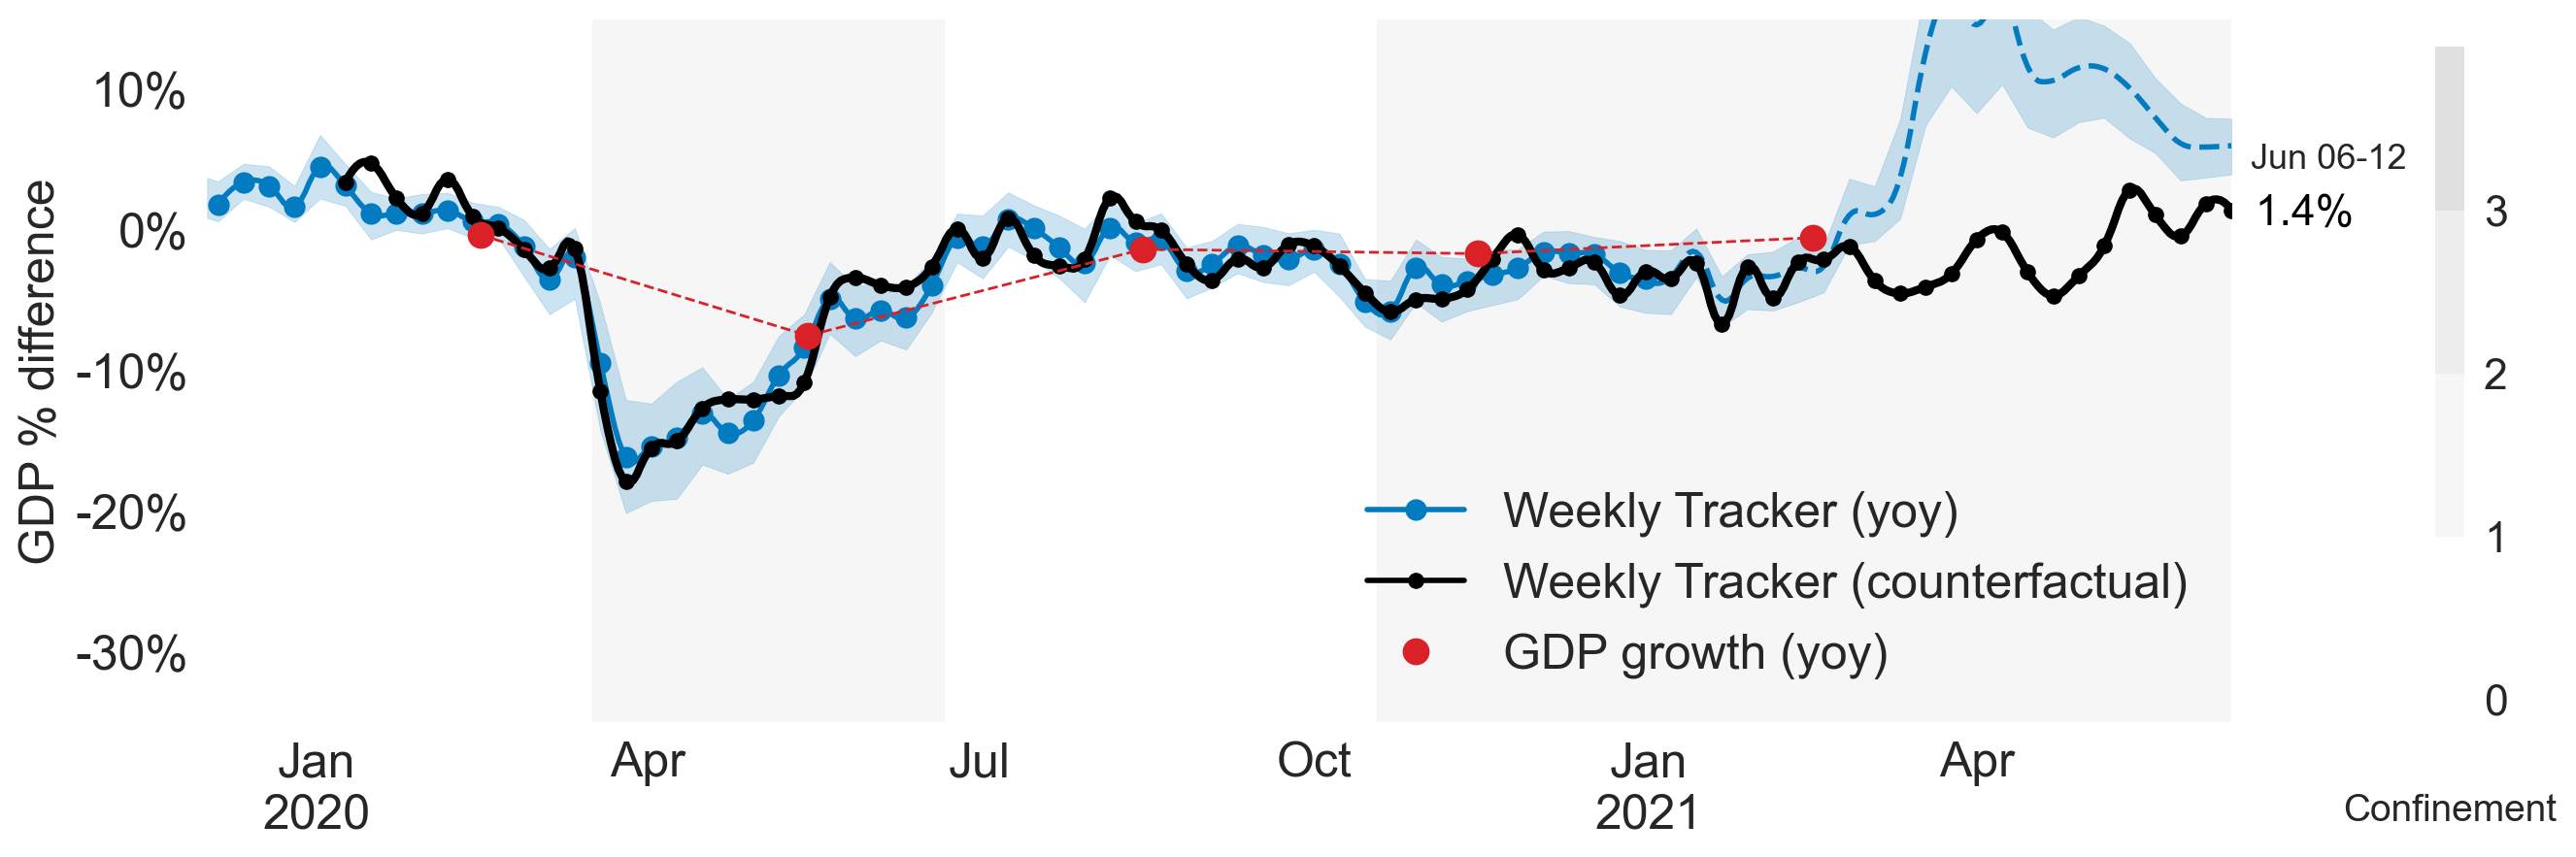 GDP % difference
10%
0%
-10%
-20%
-30%
Jan
2020
Apr
Jul
Oct
Jan
2021
Apr
Weekly Tracker (yoy)
Weekly Tracker (counterfactual)
GDP growth (yoy)
Jun 06-12
1.4%
3
2
1
0
Confinement